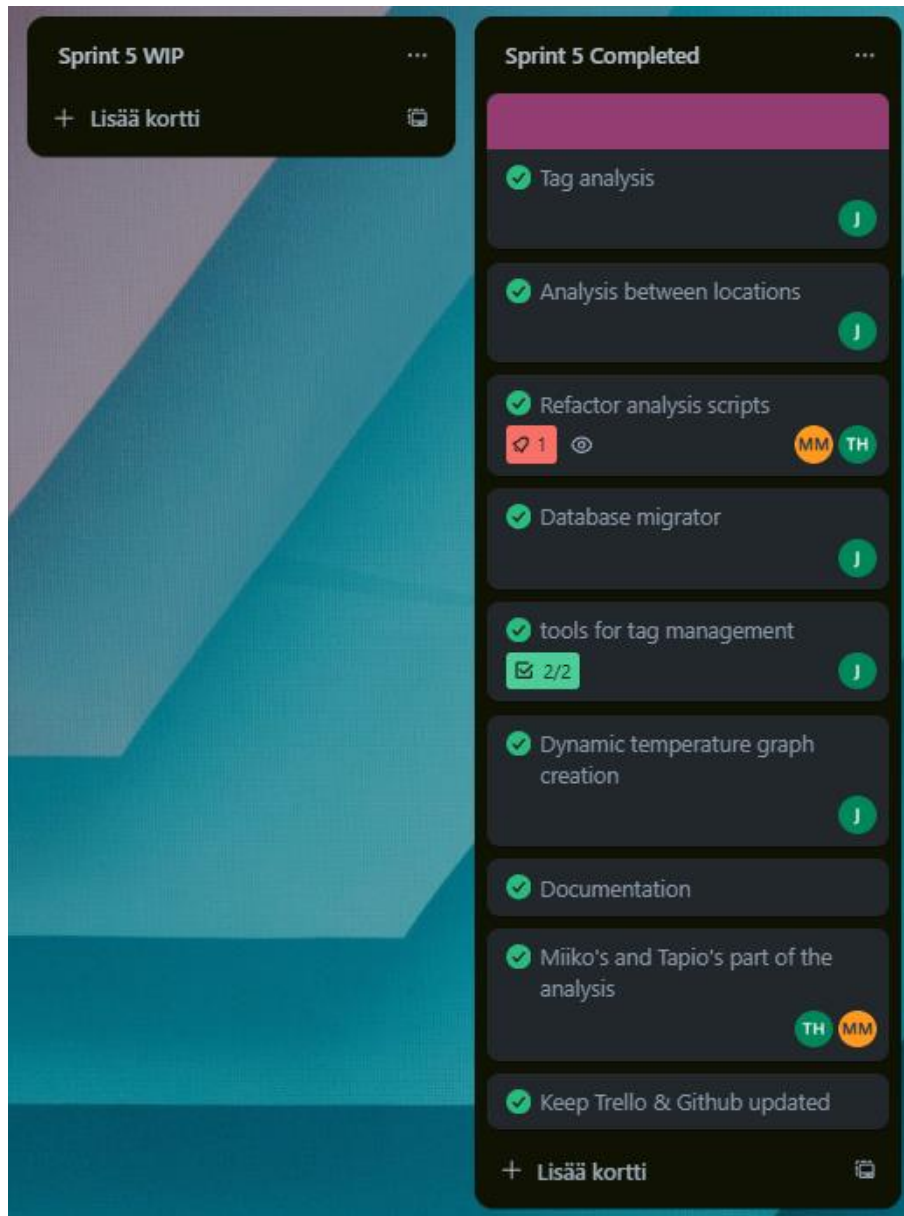 Sprint 5 WIP
Lisää kortti
Sprint 5 Completed
Tag analysis
J
Analysis between locations
J
Refactor analysis scripts
1
MM TH
Database migrator
J
tools for tag management
2/2
J
Dynamic temperature graph
creation
J
Documentation
Miiko's and Tapio's part of the
analysis
TH MM
Keep Trello & Github updated
Lisää kortti